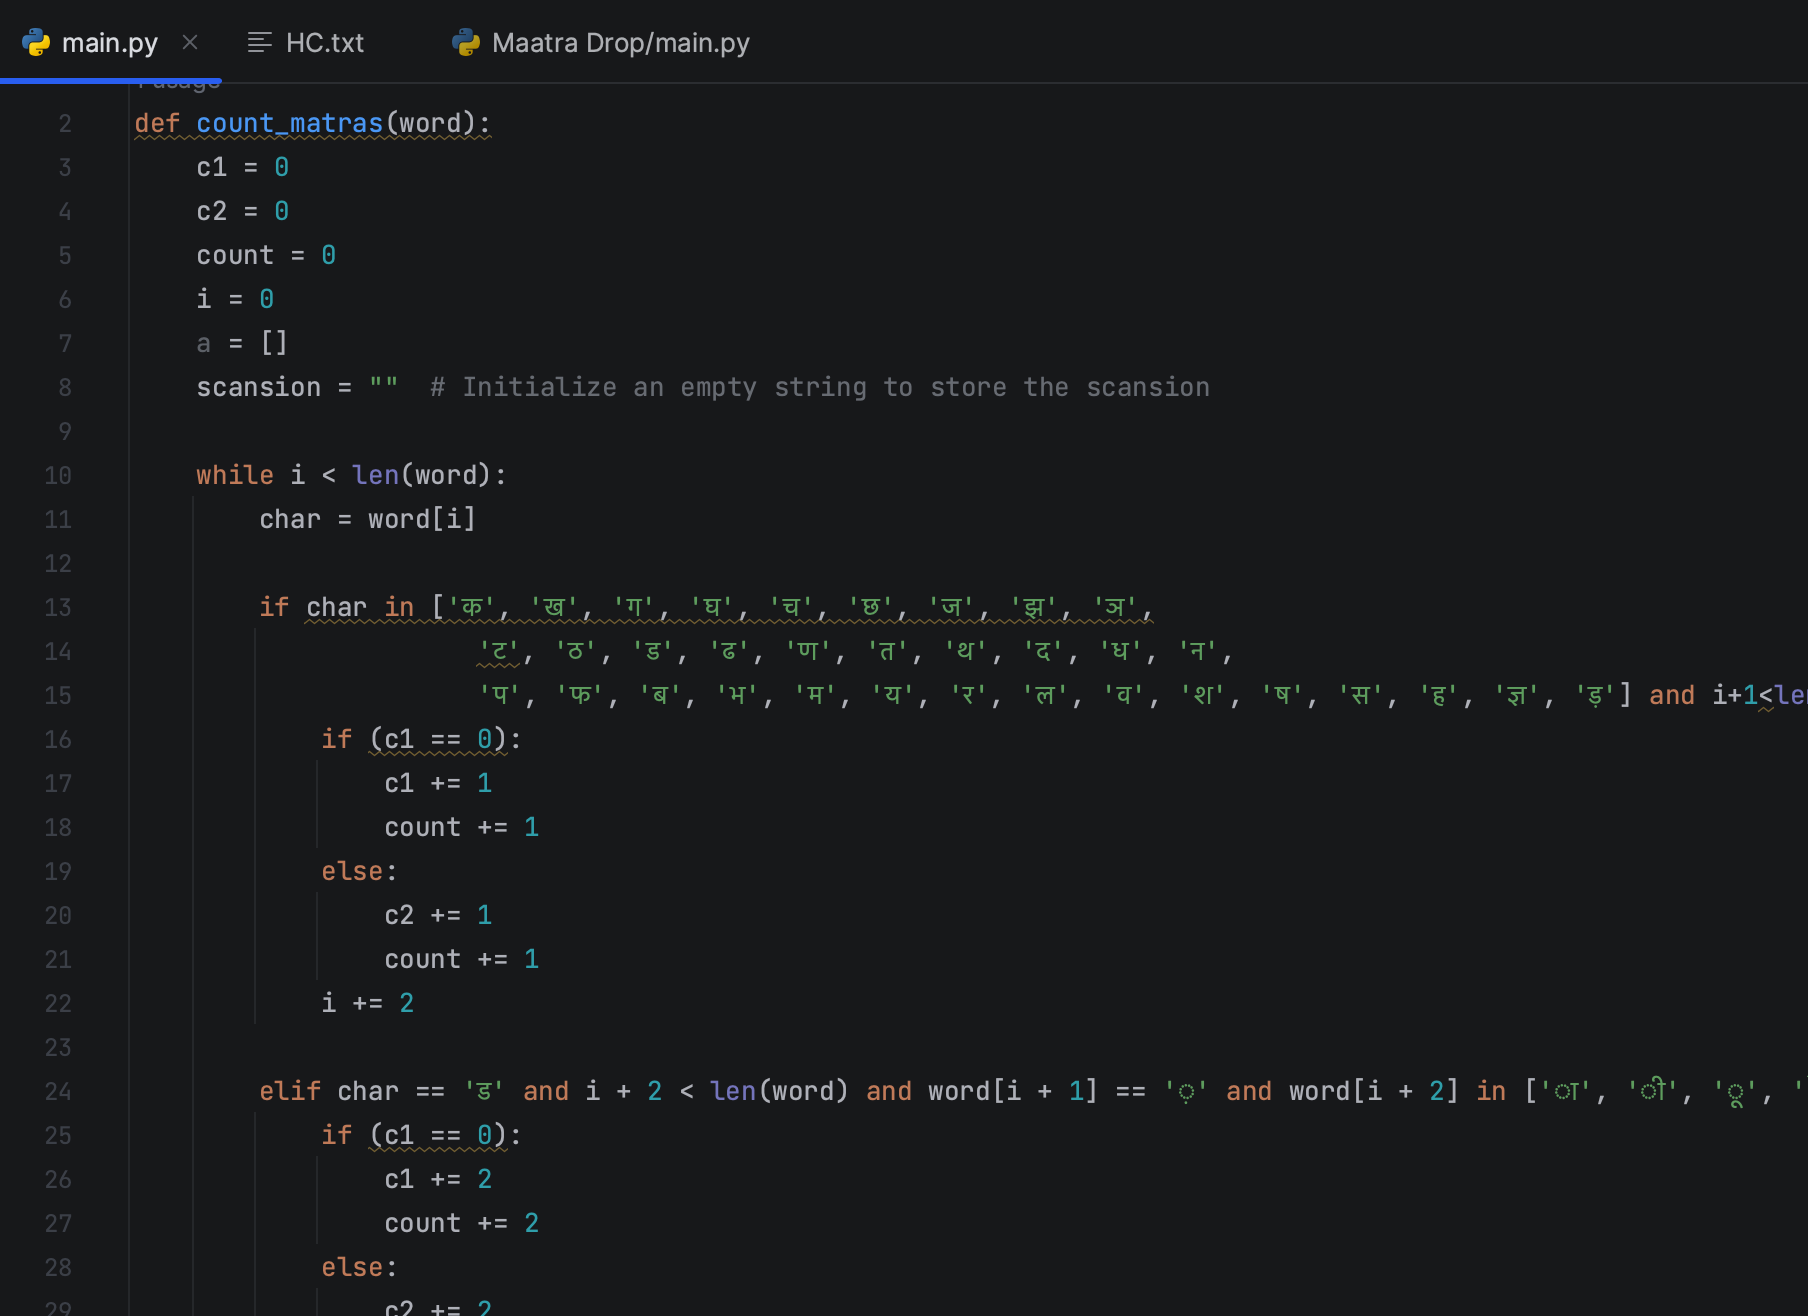 main.py HC.txt Maatra Drop/main.py
usage
2 def count_matras(word):
3 c1 = 0
4 c2 = 0
5 count = 0
6 i = 0
7 a = []
8 scansion = "" # Initialize an empty string to store the scansion
9
10 while i < len(word):
11 char = word[i]
12
13 if char in ['क', 'ख', 'ग', 'घ', 'च', 'छ', 'ज', 'झ', 'ञ',
14 'ट', 'ठ', 'ड', 'ढ', 'ण', 'त', 'थ', 'द', 'ध', 'न',
15 'प', 'फ', 'ब', 'भ', 'म', 'य', 'र', 'ल', 'व', 'श', 'ष', 'स', 'ह', 'ज्ञ', 'ड़'] and i+1<le
16 if (c1 == 0):
17 c1 += 1
18 count += 1
19 else:
20 c2 += 1
21 count += 1
22 i += 2
23
24 elif char == 'ड' and i + 2 < len(word) and word[i + 1] == '़' and word[i + 2] in ['ा', 'ी', 'ू', '
25 if (c1 == 0):
26 c1 += 2
27 count += 2
28 else:
29 c2 += 2